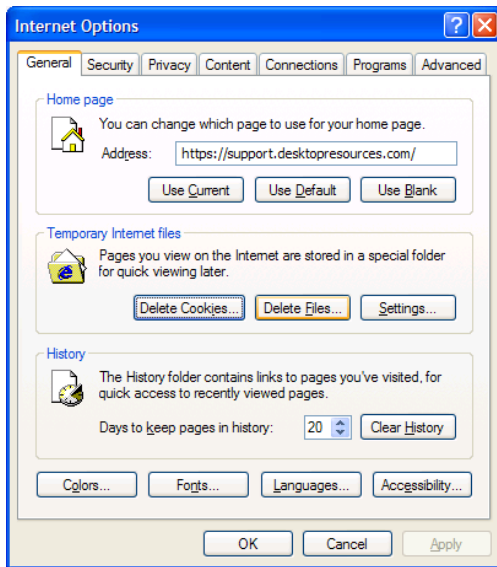 Internet Options
General Security Privacy Content Connections Programs Advanced
Home page
You can change which page to use for your home page.
Address: https://support.desktopresources.com/
Use Current Use Default Use Blank
Temporary Internet files
Pages you view on the Internet are stored in a special folder
for quick viewing later.
Delete Cookies... Delete Files... Settings...
History
The History folder contains links to pages you've visited, for
quick access to recently viewed pages.
Days to keep pages in history: 20 Clear History
Colors... Fonts... Languages... Accessibility...
OK Cancel Apply